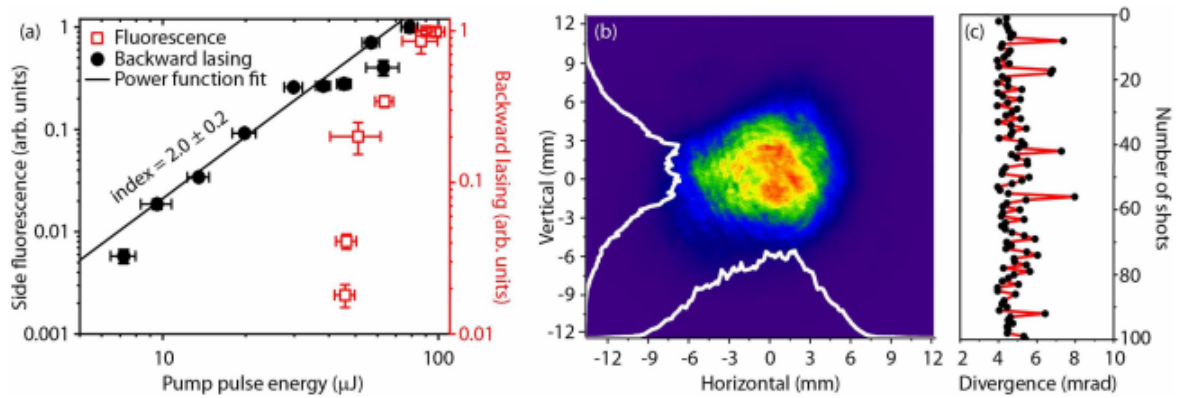 (a)
Fluorescence
Backward lasing
Power function fit
index = 2.0 ± 0.2
1
0.1
0.01
0.001
Side fluorescence (arb. units)
10
100
Pump pulse energy (μJ)
1
0.1
0.01
Backward lasing (arb. units)
(b)
12
9
6
3
0
-3
-6
-9
-12
Vertical (mm)
-12 -9 -6 -3 0 3 6 9 12
Horizontal (mm)
(c)
0
20
40
60
80
100
Number of shots
2 4 6 8 10
Divergence (mrad)